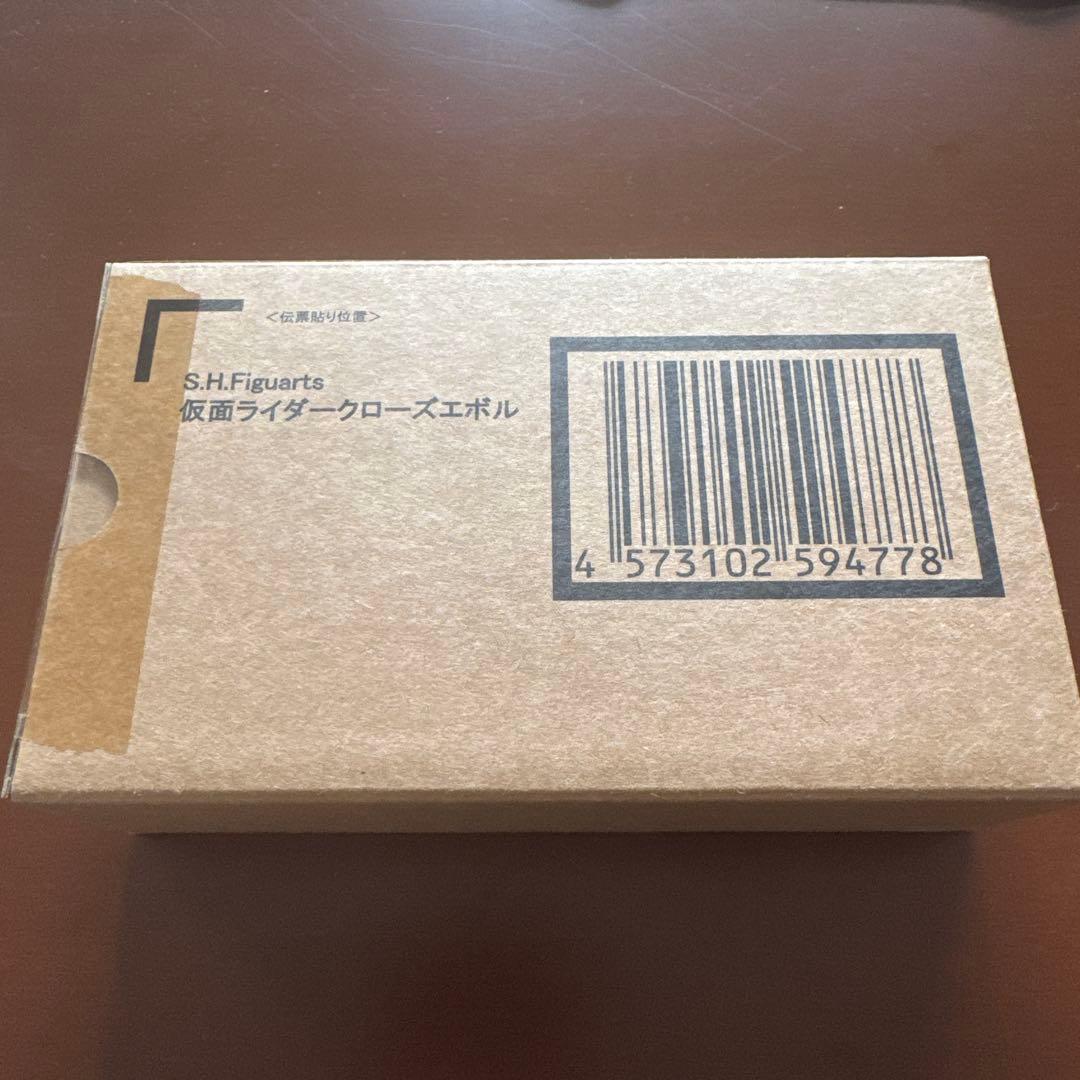 <伝票貼り位置>
S.H.Figuarts
仮面ライダークローズエボル
4 573102 594778